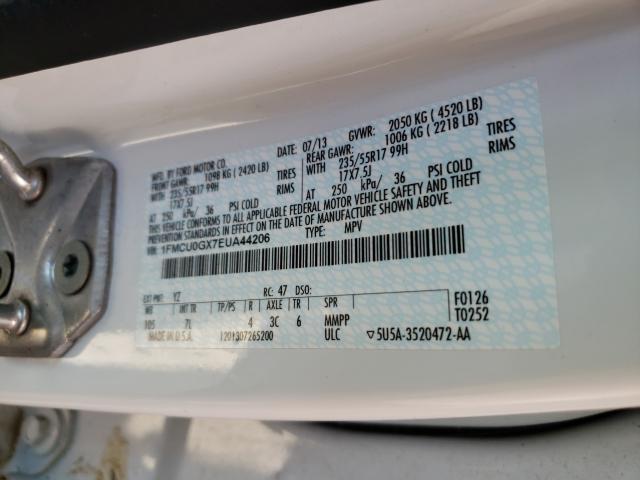 MFD. BY FORD MOTOR CO.
DATE: 07/13 GVWR: 2050 KG ( 4520 LB)
FRONT GAWR: 1098 KG ( 2420 LB) REAR GAWR: 1006 KG ( 2218 LB)
WITH 235/55R17 99H TIRES WITH 235/55R17 99H TIRES
17X7.5J RIMS 17X7.5J RIMS
AT 250 kPa/ 36 PSI COLD AT 250 kPa/ 36 PSI COLD
THIS VEHICLE CONFORMS TO ALL APPLICABLE FEDERAL MOTOR VEHICLE SAFETY AND THEFT
PREVENTION STANDARDS IN EFFECT ON THE DATE OF MANUFACTURE SHOWN ABOVE.
VIN: 1FMCU0GX7EUA44206 TYPE: MPV
EXT PNT: YZ RC: 47 DSO: F0126
WB TP/PS R AXLE TR SPR T0252
105 7L 4 3C 6 MMPP
MADE IN U.S.A. 1201307265200 ULC 5U5A-3520472-AA